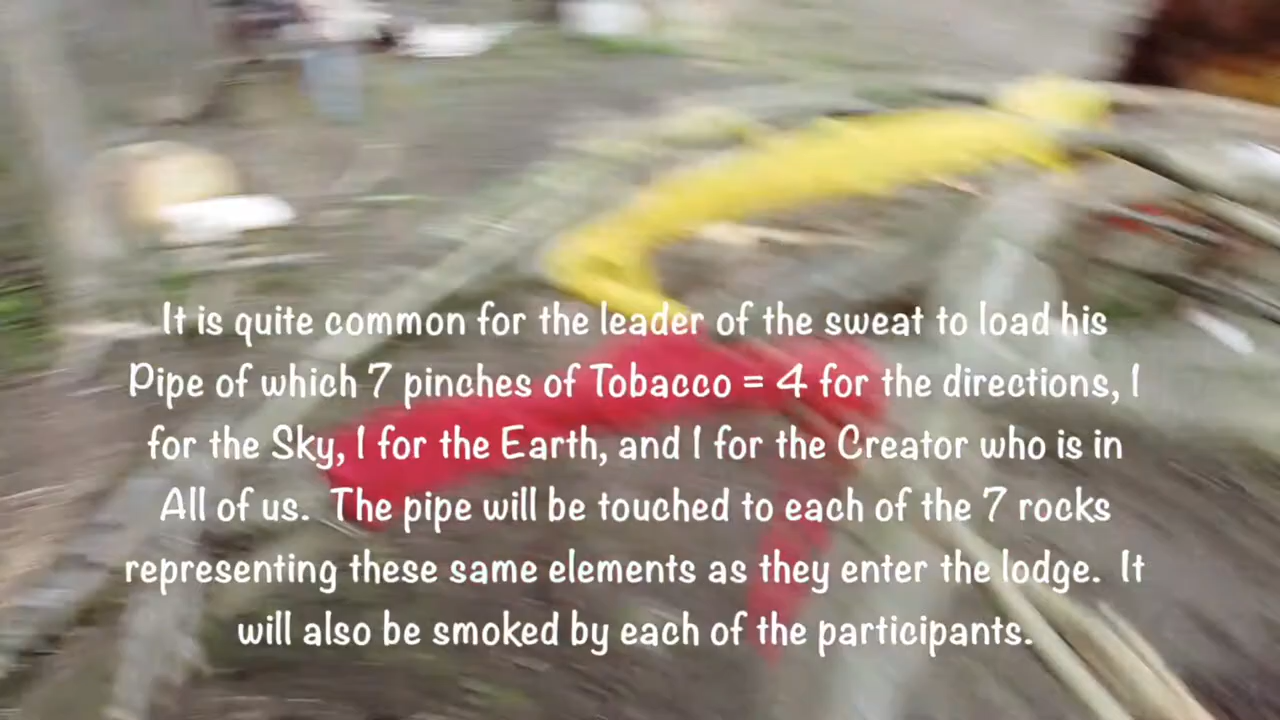 It is quite common for the leader of the sweat to load his
Pipe of which 7 pinches of Tobacco = 4 for the directions, 1
for the Sky, 1 for the Earth, and 1 for the Creator who is in
All of us.  The pipe will be touched to each of the 7 rocks
representing these same elements as they enter the lodge.  It
will also be smoked by each of the participants.